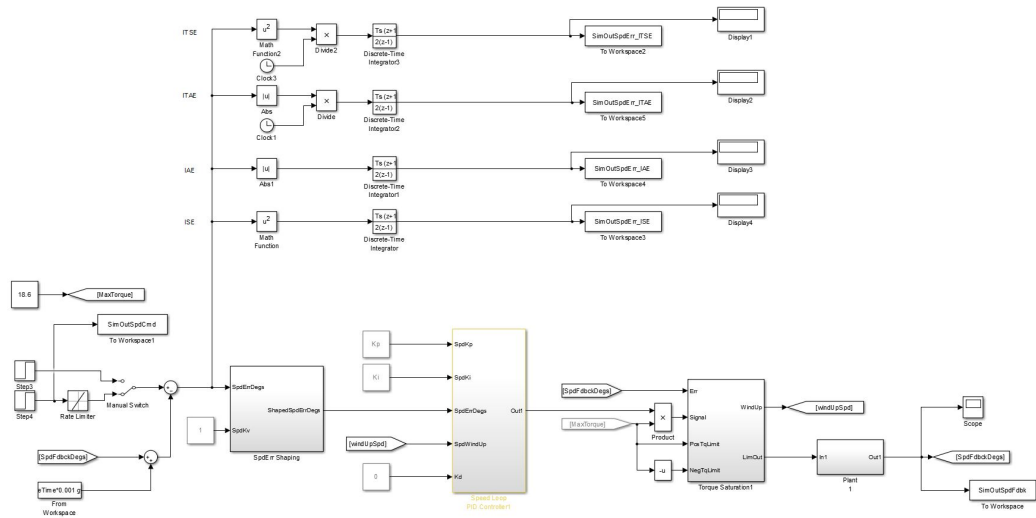 ITSE
u²
Math
Function2
Clock3
×
Divide2
Ts (z+1
2(z-1)
Discrete-Time
Integrator3
SimOutSpdErr_ITSE
To Workspace2
Display1
ITAE
|u|
Abs
Clock1
×
Divide
Ts (z+1
2(z-1)
Discrete-Time
Integrator2
SimOutSpdErr_ITAE
To Workspace5
Display2
IAE
|u|
Abs1
Ts (z+1
2(z-1)
Discrete-Time
Integrator1
SimOutSpdErr_IAE
To Workspace4
Display3
ISE
u²
Math
Function
Ts (z+1
2(z-1)
Discrete-Time
Integrator
SimOutSpdErr_ISE
To Workspace3
Display4
18.6
[MaxTorque]
SimOutSpdCmd
To Workspace1
Step3
Step4
Rate Limiter
Manual Switch
[SpdFdbckDegs]
eTime*0.001 g
From
Workspace
SpdErrDegs
ShapedSpdErrDegs
SpdKv
SpdErr Shaping
1
Kp
Ki
[windUpSpd]
0
SpdKp
SpdKi
SpdErrDegs
Out1
SpdWindUp
Kd
Speed Loop
PID Controller1
[SpdFdbckDegs]
[MaxTorque]
×
Product
-u
Err
WindUp
Signal
PosTqLimit
LimOut
NegTqLimit
Torque Saturation1
[windUpSpd]
In1
Out1
Plant
1
Scope
[SpdFdbckDegs]
SimOutSpdFdbk
To Workspace